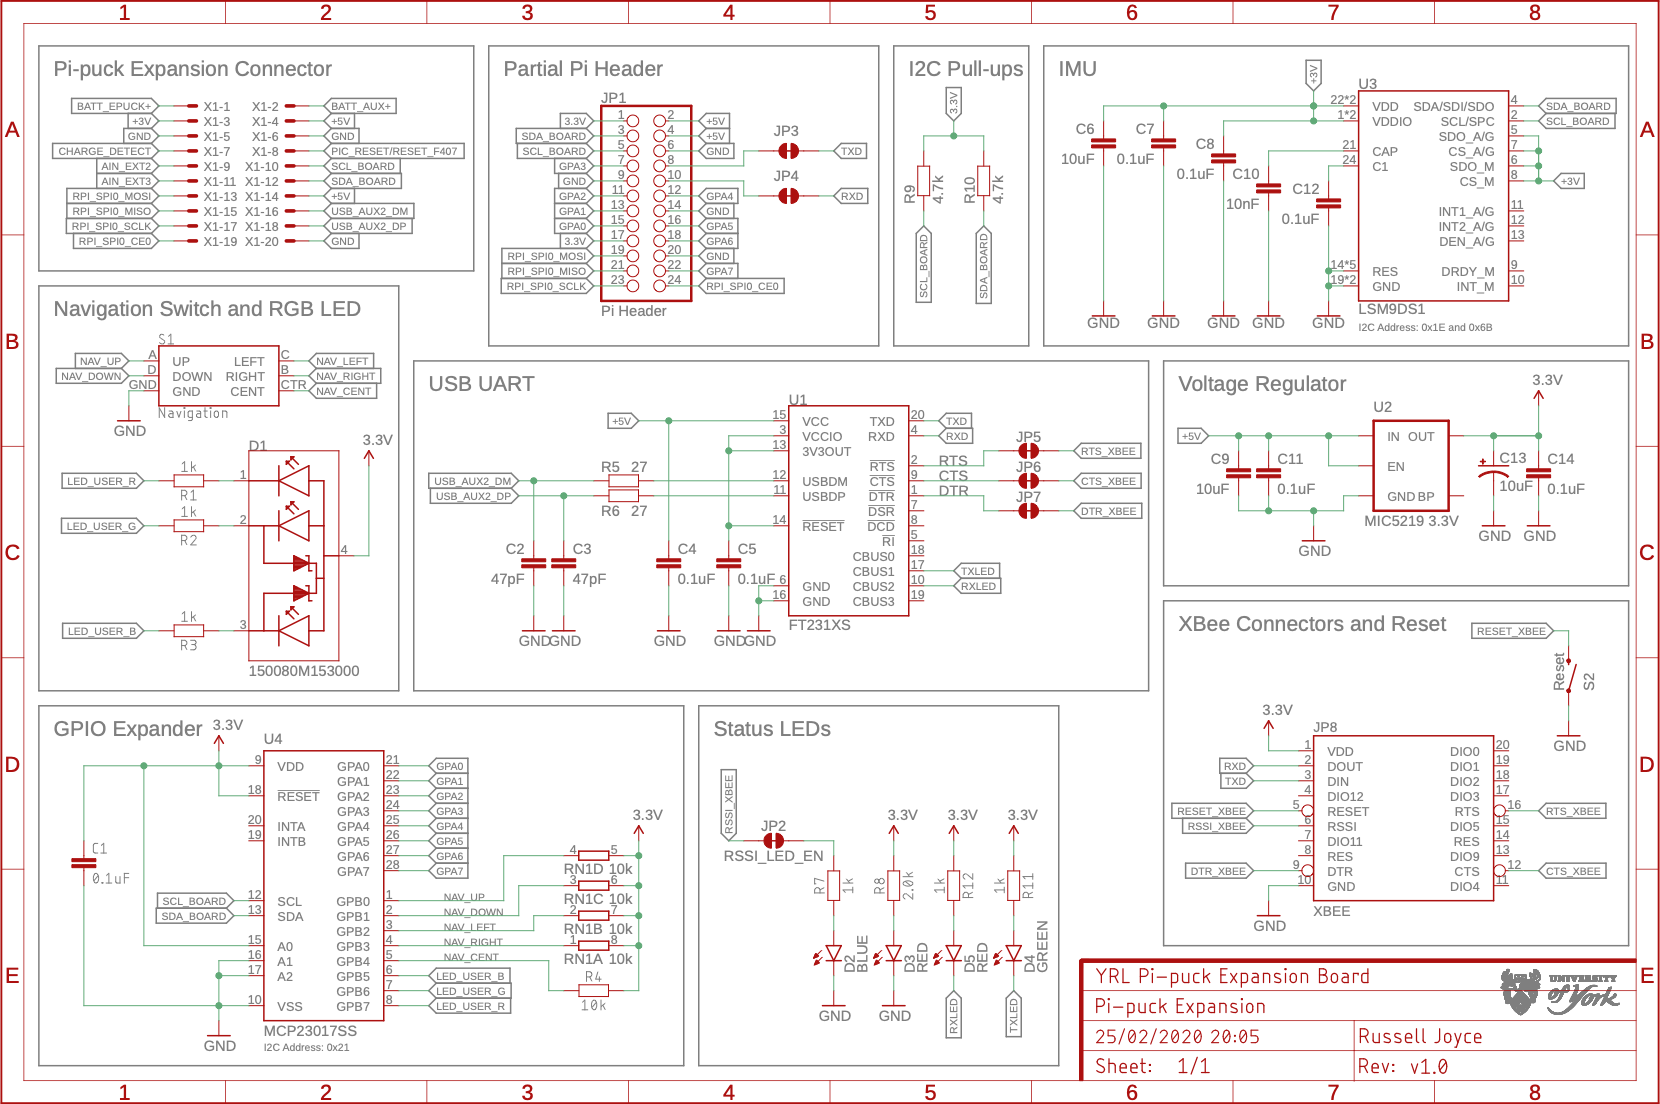 1 2 3 4 5 6 7 8
A
B
C
D
E
A
B
C
D
E
Pi-puck Expansion Connector
BATT_EPUCK+ X1-1 X1-2 BATT_AUX+
+3V X1-3 X1-4 +5V
GND X1-5 X1-6 GND
CHARGE_DETECT X1-7 X1-8 PIC_RESET/RESET_F407
AIN_EXT2 X1-9 X1-10 SCL_BOARD
AIN_EXT3 X1-11 X1-12 SDA_BOARD
RPI_SPI0_MOSI X1-13 X1-14 +5V
RPI_SPI0_MISO X1-15 X1-16 USB_AUX2_DM
RPI_SPI0_SCLK X1-17 X1-18 USB_AUX2_DP
RPI_SPI0_CE0 X1-19 X1-20 GND
Partial Pi Header
JP1
3.3V 1 2 +5V
SDA_BOARD 3 4 +5V
SCL_BOARD 5 6 GND
GPA3 7 8
GND 9 10
GPA2 11 12 GPA4
GPA1 13 14 GND
GPA0 15 16 GPA5
3.3V 17 18 GPA6
RPI_SPI0_MOSI 19 20 GND
RPI_SPI0_MISO 21 22 GPA7
RPI_SPI0_SCLK 23 24 RPI_SPI0_CE0
Pi Header
JP3
TXD
JP4
RXD
I2C Pull-ups
3.3V
R9
4.7k
R10
4.7k
SCL_BOARD
SDA_BOARD
IMU
+3V
U3
C6
10uF
C7
0.1uF
C8
0.1uF
C10
10nF
C12
0.1uF
22*2 VDD SDA/SDI/SDO 4 SDA_BOARD
1*2 VDDIO SCL/SPC 2 SCL_BOARD
SDO_A/G 5
21 CAP CS_A/G 7
24 C1 SDO_M 6
CS_M 8 +3V
INT1_A/G 11
INT2_A/G 12
DEN_A/G 13
14*5 RES DRDY_M 9
19*2 GND INT_M 10
LSM9DS1
I2C Address: 0x1E and 0x6B
GND GND GND GND GND
Navigation Switch and RGB LED
S1
NAV_UP A UP LEFT C NAV_LEFT
NAV_DOWN D DOWN RIGHT B NAV_RIGHT
GND GND CENT CTR NAV_CENT
Navigation
GND
D1
3.3V
LED_USER_R 1k R1 1
LED_USER_G 1k R2 2
4
LED_USER_B 1k R3 3
150080M153000
USB UART
U1
+5V 15 VCC TXD 20 TXD
3 VCCIO RXD 4 RXD
13 3V3OUT
RTS 2 RTS JP5 RTS_XBEE
USB_AUX2_DM R5 27 12 USBDM CTS 9 CTS JP6 CTS_XBEE
USB_AUX2_DP R6 27 11 USBDP DTR 1 DTR JP7 DTR_XBEE
DSR 7
14 RESET DCD 8
RI 5
CBUS0 18
CBUS1 17 TXLED
6 GND CBUS2 10 RXLED
16 GND CBUS3 19
FT231XS
C2
47pF
C3
47pF
C4
0.1uF
C5
0.1uF
GND GND GND GND GND
Voltage Regulator
3.3V
U2
+5V IN OUT
EN
GND BP
MIC5219 3.3V
C9
10uF
C11
0.1uF
C13
+
10uF
C14
0.1uF
GND GND GND
XBee Connectors and Reset
RESET_XBEE
Reset
S2
GND
3.3V
JP8
1 VDD DIO0 20
RXD 2 DOUT DIO1 19
TXD 3 DIN DIO2 18
4 DIO12 DIO3 17
RESET_XBEE 5 RESET RTS 16 RTS_XBEE
RSSI_XBEE 6 RSSI DIO5 15
7 DIO11 RES 14
8 RES DIO9 13
DTR_XBEE 9 DTR CTS 12 CTS_XBEE
10 GND DIO4 11
XBEE
GND
GPIO Expander
3.3V
U4
9 VDD GPA0 21 GPA0
GPA1 22 GPA1
18 RESET GPA2 23 GPA2
GPA3 24 GPA3
20 INTA GPA4 25 GPA4
19 INTB GPA5 26 GPA5
GPA6 27 GPA6
GPA7 28 GPA7
SCL_BOARD 12 SCL GPB0 1 NAV_UP
SDA_BOARD 13 SDA GPB1 2 NAV_DOWN
GPB2 3 NAV_LEFT
15 A0 GPB3 4 NAV_RIGHT
16 A1 GPB4 5 NAV_CENT
17 A2 GPB5 6 LED_USER_B
GPB6 7 LED_USER_G
10 VSS GPB7 8 LED_USER_R
MCP23017SS
I2C Address: 0x21
GND
C1
0.1uF
3.3V
4 5
RN1D 10k
3 6
RN1C 10k
2 7
RN1B 10k
1 8
RN1A 10k
R4
10k
Status LEDs
RSSI_XBEE
JP2
RSSI_LED_EN
3.3V 3.3V 3.3V
R7
1k
R8
2.0k
1k
R12
1k
R11
D2
BLUE
D3
RED
D5
RED
D4
GREEN
GND GND
RXLED
TXLED
YRL Pi-puck Expansion Board
Pi-puck Expansion
25/02/2020 20:05
Russell Joyce
Sheet: 1/1
Rev: v1.0
UNIVERSITY
of York
1 2 3 4 5 6 7 8